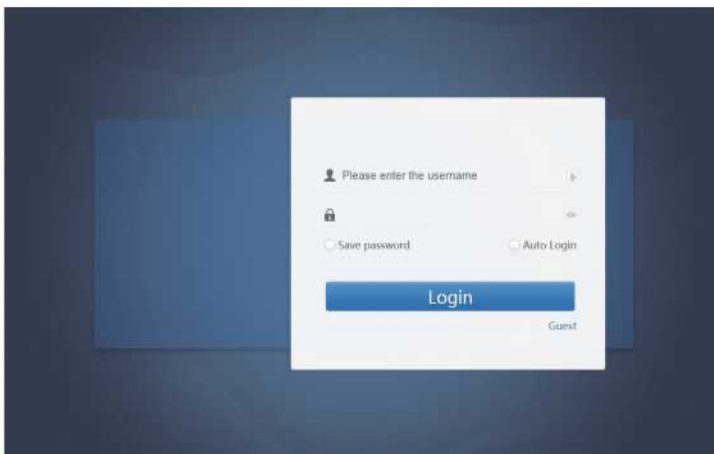 Please enter the username
Save password
Auto Login
Login
Guest